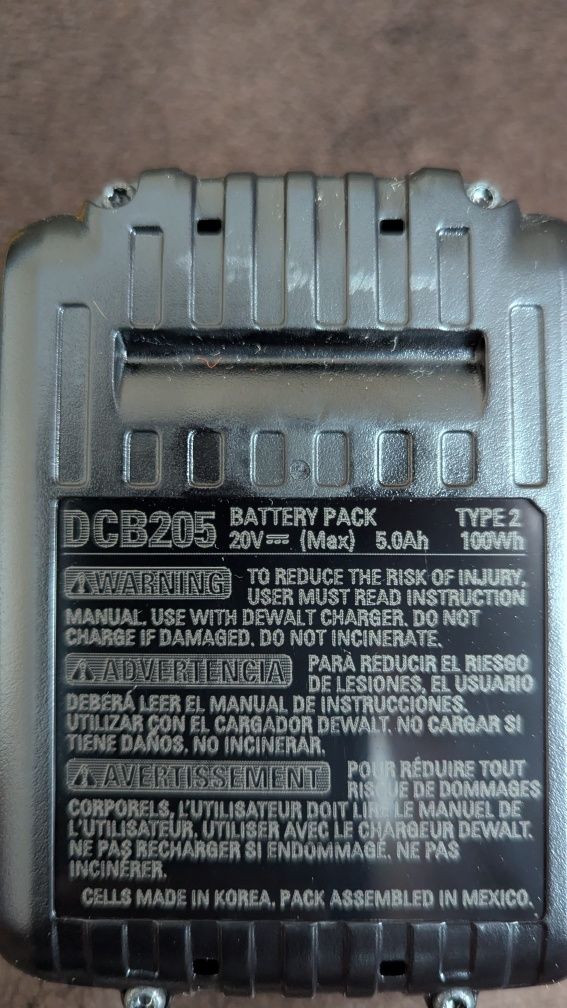 DCB205 BATTERY PACK TYPE 2
20V⎓ (Max) 5.0Ah 100Wh
⚠WARNING TO REDUCE THE RISK OF INJURY,
USER MUST READ INSTRUCTION
MANUAL. USE WITH DEWALT CHARGER. DO NOT
CHARGE IF DAMAGED. DO NOT INCINERATE.
⚠ADVERTENCIA PARA REDUCIR EL RIESGO
DE LESIONES, EL USUARIO
DEBERÁ LEER EL MANUAL DE INSTRUCCIONES.
UTILIZAR CON EL CARGADOR DEWALT. NO CARGAR SI
TIENE DAÑOS. NO INCINERAR.
⚠AVERTISSEMENT POUR RÉDUIRE TOUT
RISQUE DE DOMMAGES
CORPORELS, L'UTILISATEUR DOIT LIRE LE MANUEL DE
L'UTILISATEUR. UTILISER AVEC LE CHARGEUR DEWALT.
NE PAS RECHARGER SI ENDOMMAGÉ. NE PAS
INCINÉRER.
CELLS MADE IN KOREA, PACK ASSEMBLED IN MEXICO.